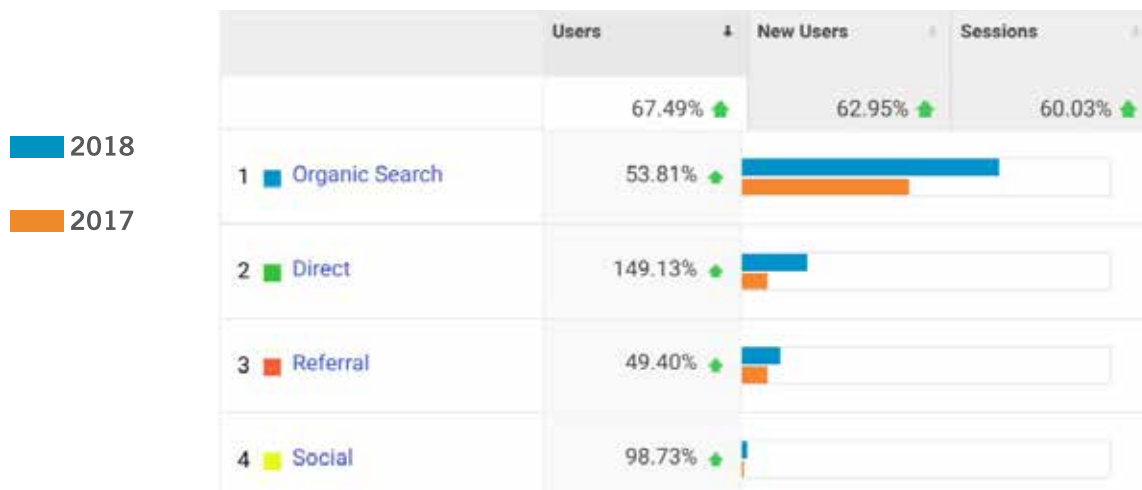 Users New Users Sessions
67.49% 62.95% 60.03%
2018
1 Organic Search 53.81%
2017
2 Direct 149.13%
3 Referral 49.40%
4 Social 98.73%